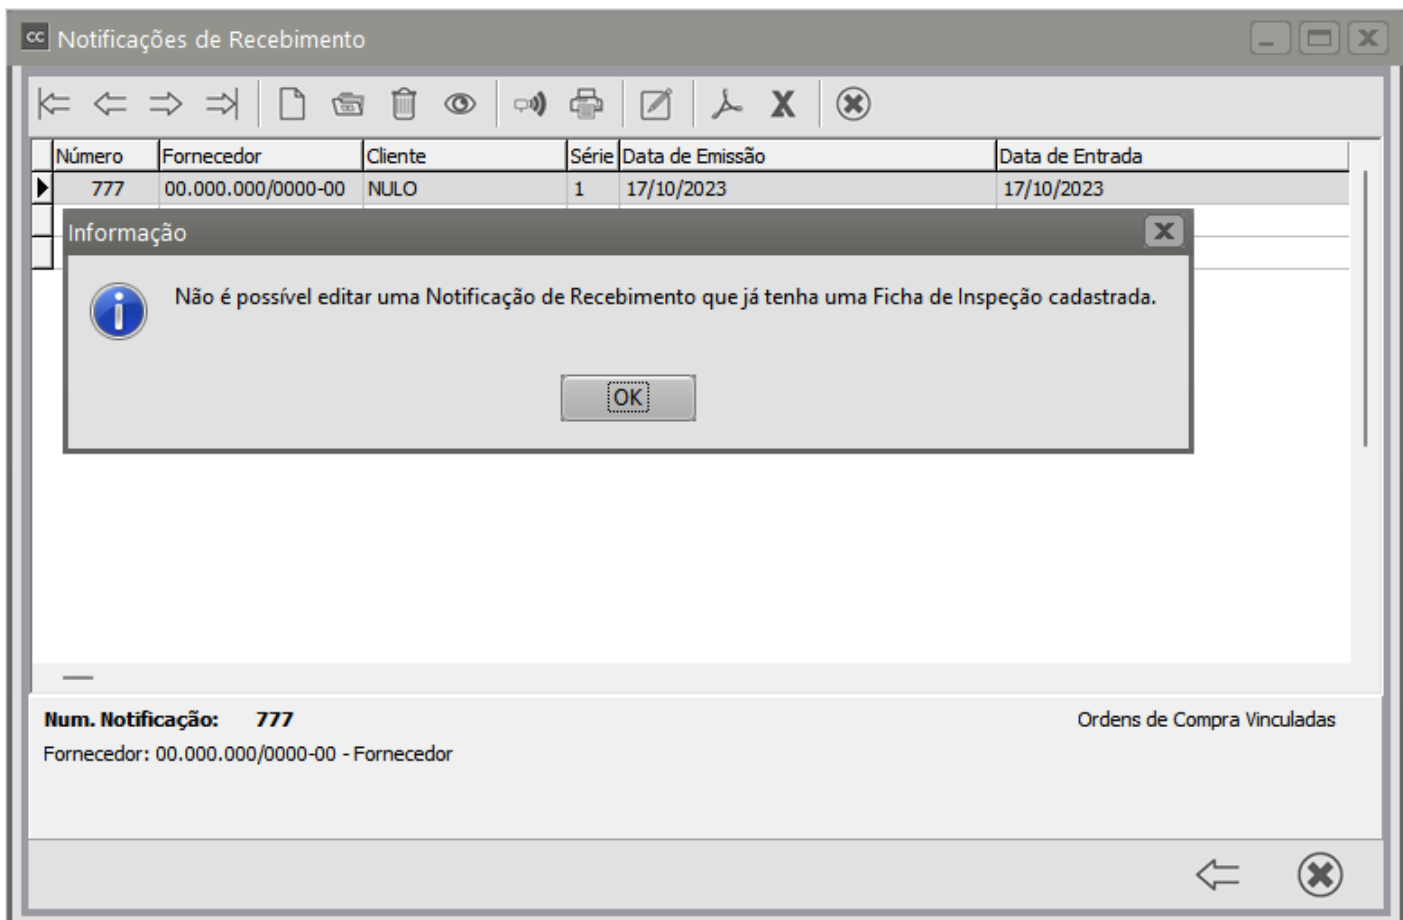 cc Notificações de Recebimento
Número Fornecedor Cliente Série Data de Emissão Data de Entrada
777 00.000.000/0000-00 NULO 1 17/10/2023 17/10/2023
Informação
Não é possível editar uma Notificação de Recebimento que já tenha uma Ficha de Inspeção cadastrada.
OK
Num. Notificação: 777 Ordens de Compra Vinculadas
Fornecedor: 00.000.000/0000-00 - Fornecedor